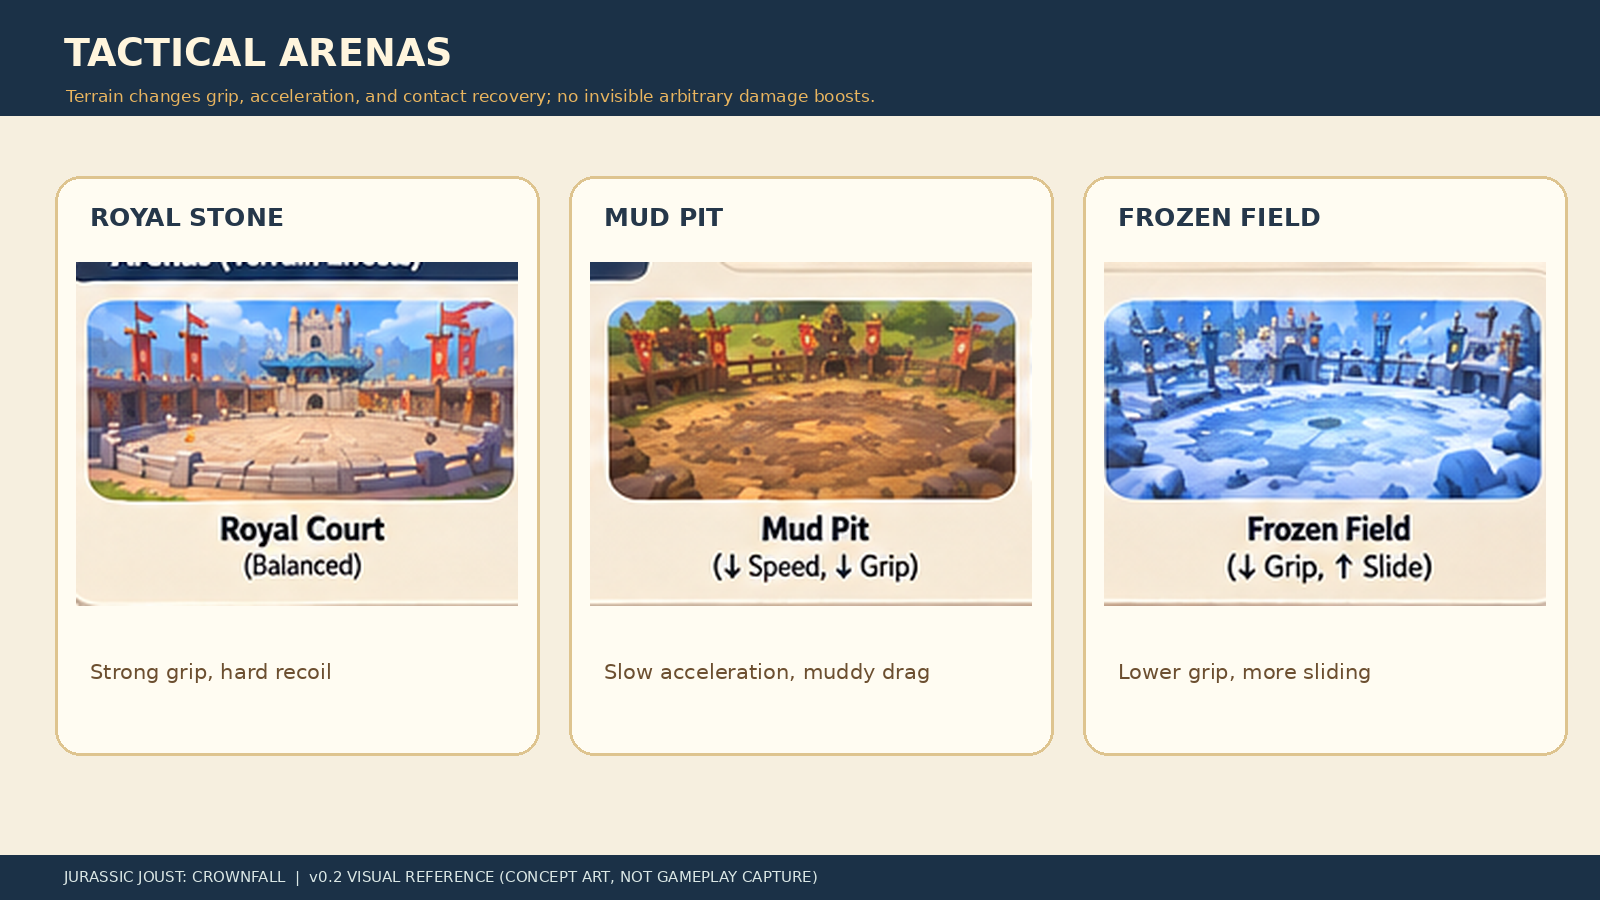 TACTICAL ARENAS
Terrain changes grip, acceleration, and contact recovery; no invisible arbitrary damage boosts.
ROYAL STONE
Royal Court
(Balanced)
Strong grip, hard recoil
MUD PIT
Mud Pit
(↓ Speed, ↓ Grip)
Slow acceleration, muddy drag
FROZEN FIELD
Frozen Field
(↓ Grip, ↑ Slide)
Lower grip, more sliding
JURASSIC JOUST: CROWNFALL | v0.2 VISUAL REFERENCE (CONCEPT ART, NOT GAMEPLAY CAPTURE)